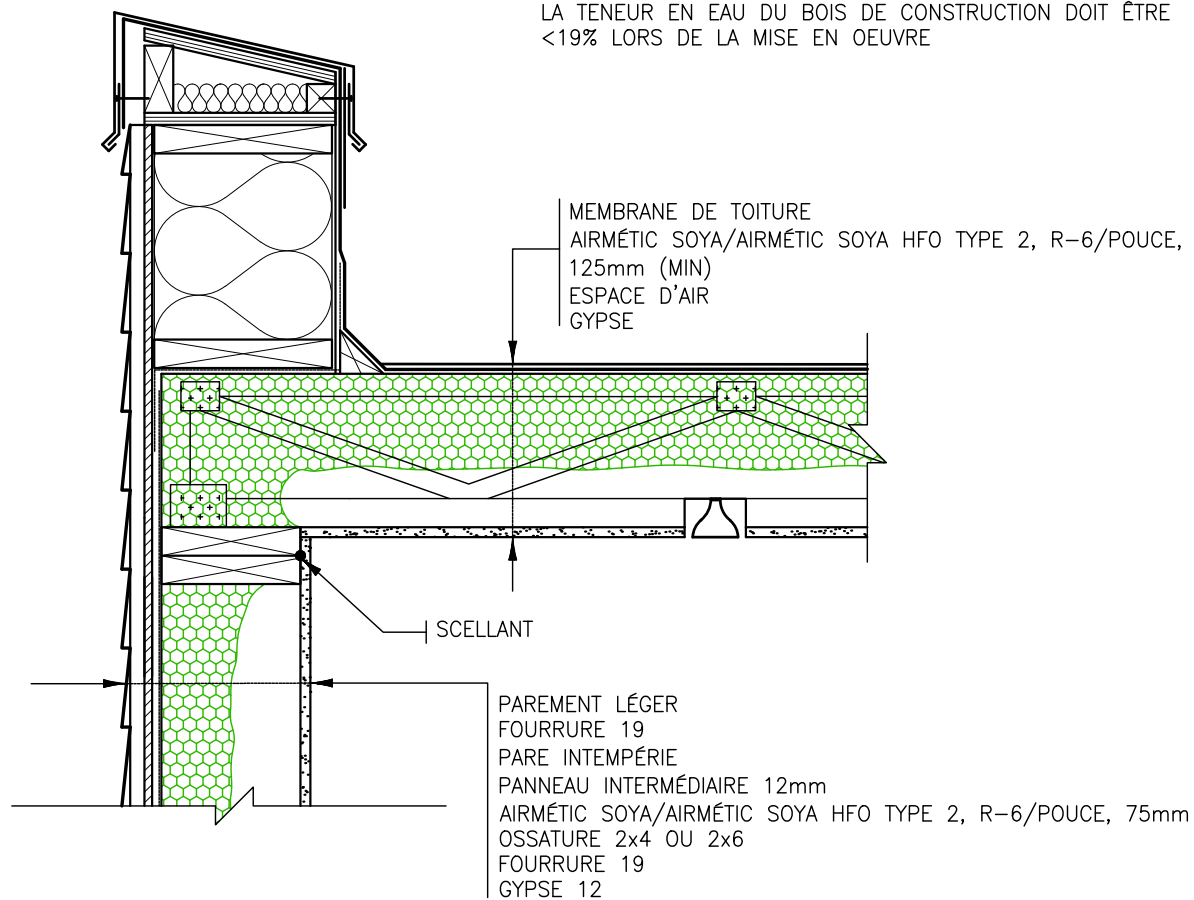 LA TENEUR EN EAU DU BOIS DE CONSTRUCTION DOIT ÊTRE
<19% LORS DE LA MISE EN OEUVRE
MEMBRANE DE TOITURE
AIRMÉTIC SOYA/AIRMÉTIC SOYA HFO TYPE 2, R-6/POUCE,
125mm (MIN)
ESPACE D'AIR
GYPSE
SCELLANT
PAREMENT LÉGER
FOURRURE 19
PARE INTEMPÉRIE
PANNEAU INTERMÉDIAIRE 12mm
AIRMÉTIC SOYA/AIRMÉTIC SOYA HFO TYPE 2, R-6/POUCE, 75mm
OSSATURE 2x4 OU 2x6
FOURRURE 19
GYPSE 12